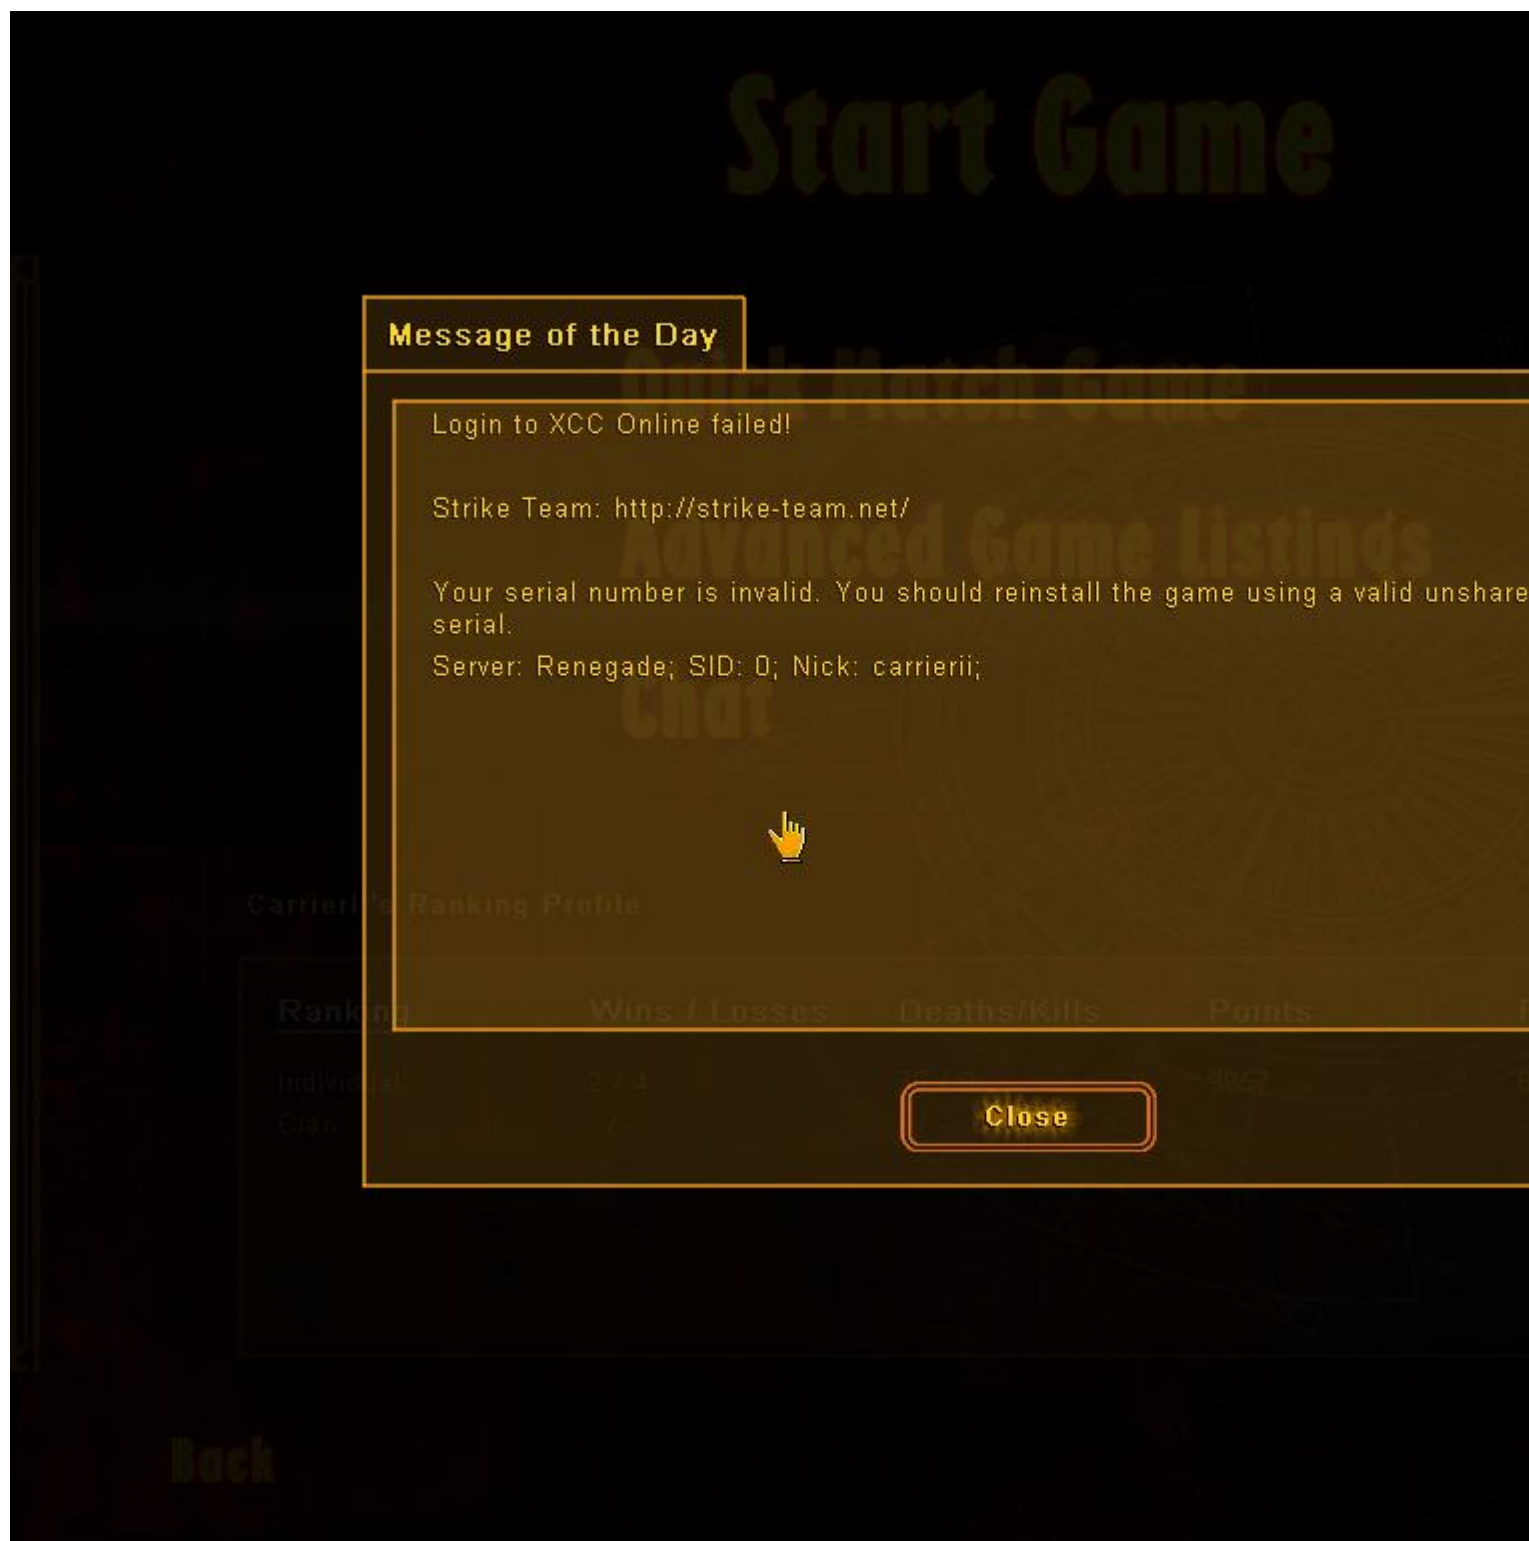 Start Game
Message of the Day
Quick Match Game
Login to XCC Online failed!
Strike Team: http://strike-team.net/
Advanced Game Listings
Your serial number is invalid. You should reinstall the game using a valid unshare
serial.
Server: Renegade; SID: 0; Nick: carrierii;
Chat
Ranking Profile
Ranking Wins / Losses Deaths/Kills Points
Individual 2 / 4
Clan /
Close
Back